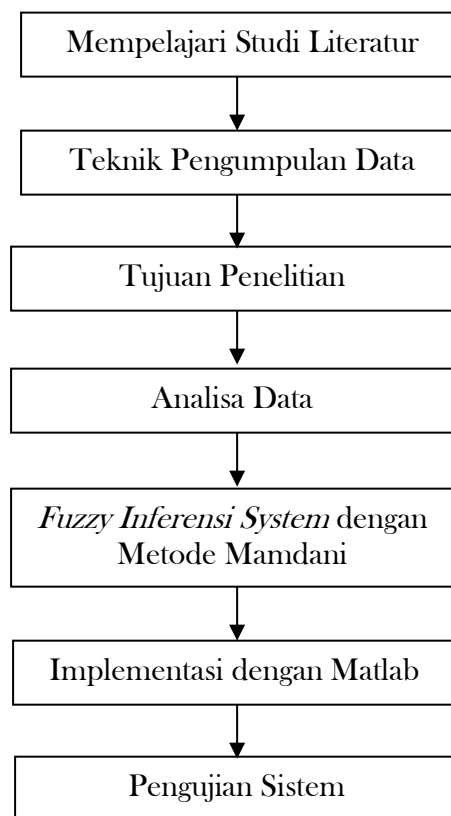 Mempelajari Studi Literatur
Teknik Pengumpulan Data
Tujuan Penelitian
Analisa Data
Fuzzy Inferensi System dengan
Metode Mamdani
Implementasi dengan Matlab
Pengujian Sistem